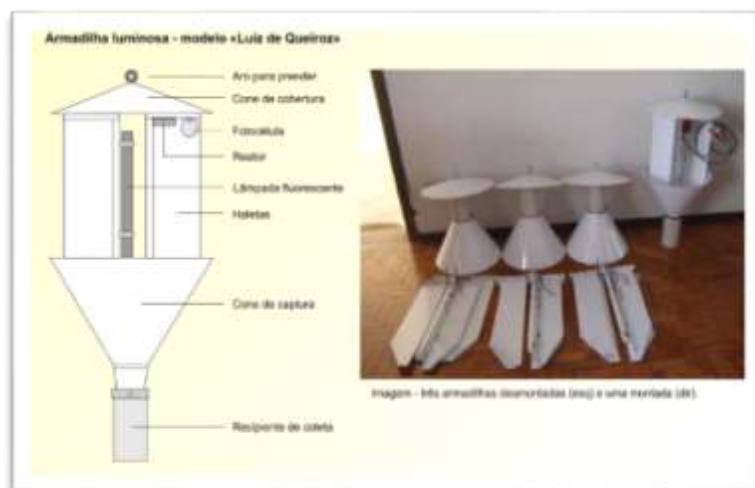 Armadilha luminosa - modelo «Luiz de Queiroz»
Aro para prender
Cone de cobertura
Fotocélula
Reator
Lâmpada fluorescente
Haletas
Cone de captura
Recipiente de coleta
Imagem - três armadilhas desmontadas (esq) e uma montada (dir).